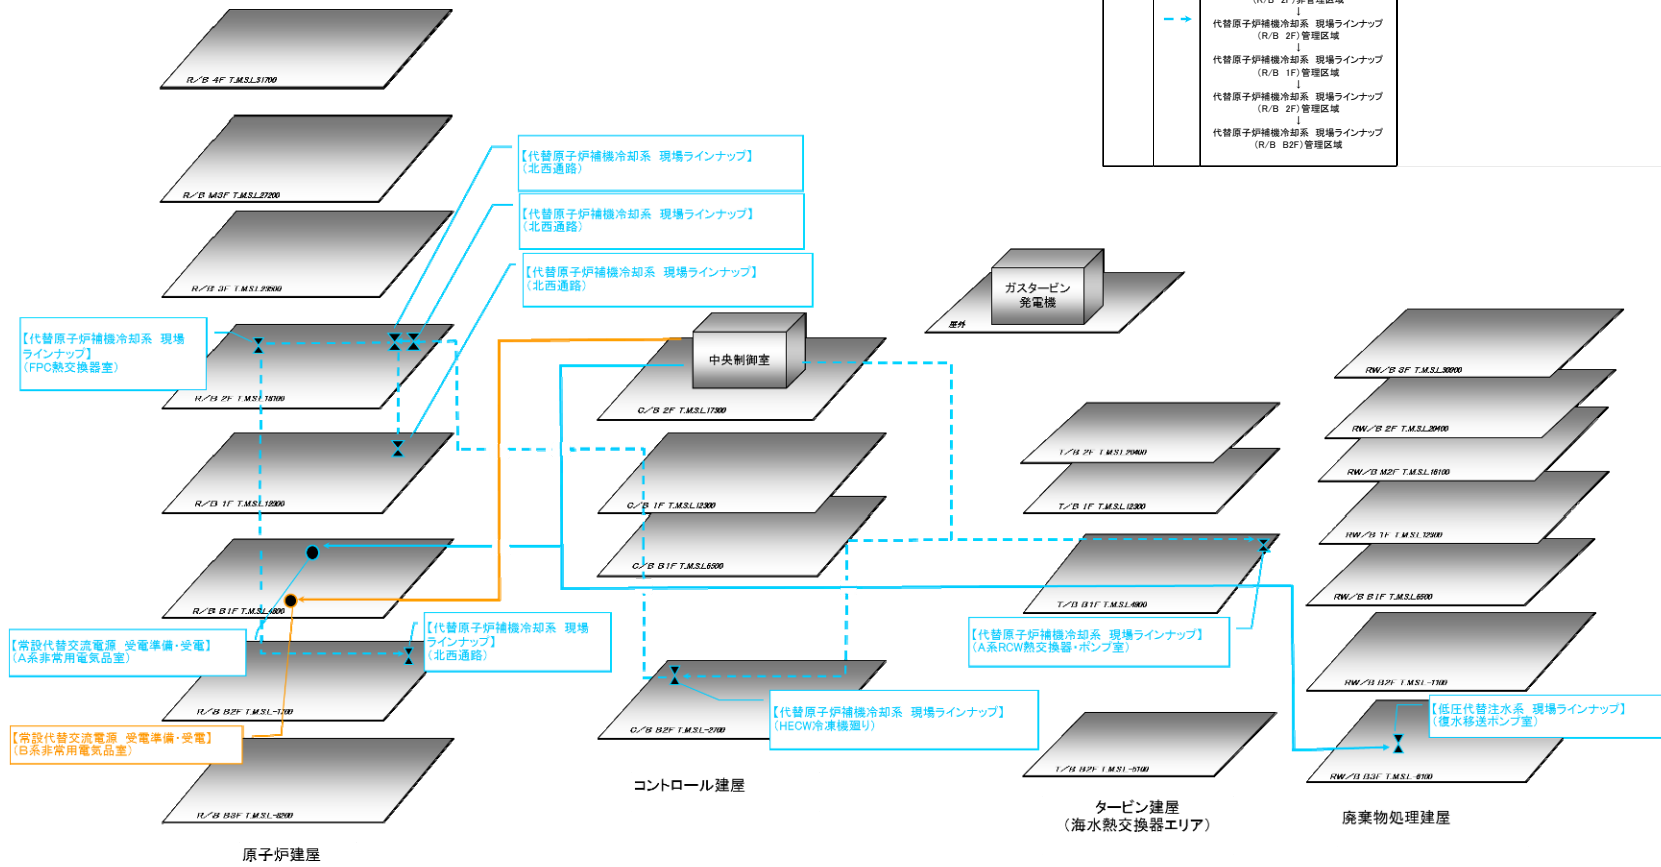 (R/B 2F)非管理区域
↓
代替原子炉補機冷却系 現場ラインナップ
(R/B 2F)管理区域
↓
代替原子炉補機冷却系 現場ラインナップ
(R/B 1F)管理区域
↓
代替原子炉補機冷却系 現場ラインナップ
(R/B 2F)管理区域
↓
代替原子炉補機冷却系 現場ラインナップ
(R/B B2F)管理区域
R/B 4F T.M.S.L.31700
R/B M3F T.M.S.L.27200
R/B 3F T.M.S.L.23500
R/B 2F T.M.S.L.18100
R/B 1F T.M.S.L.12300
R/B B1F T.M.S.L.4800
R/B B2F T.M.S.L.-1700
R/B B3F T.M.S.L.-8200
原子炉建屋
【代替原子炉補機冷却系 現場ラインナップ】
(北西通路)
【代替原子炉補機冷却系 現場ラインナップ】
(北西通路)
【代替原子炉補機冷却系 現場ラインナップ】
(北西通路)
【代替原子炉補機冷却系 現場
ラインナップ】
(FPC熱交換器室)
【常設代替交流電源 受電準備・受電】
(A系非常用電気品室)
【代替原子炉補機冷却系 現場
ラインナップ】
(北西通路)
【常設代替交流電源 受電準備・受電】
(B系非常用電気品室)
中央制御室
C/B 2F T.M.S.L.17300
C/B 1F T.M.S.L.12300
C/B B1F T.M.S.L.6500
C/B B2F T.M.S.L.-2700
【代替原子炉補機冷却系 現場ラインナップ】
(HECW冷凍機廻り)
コントロール建屋
ガスタービン
発電機
屋外
T/B 2F T.M.S.L.20400
T/B 1F T.M.S.L.12300
T/B B1F T.M.S.L.4900
【代替原子炉補機冷却系 現場ラインナップ】
(A系RCW熱交換器・ポンプ室)
T/B B2F T.M.S.L.-5100
タービン建屋
(海水熱交換器エリア)
RW/B 3F T.M.S.L.30900
RW/B 2F T.M.S.L.20400
RW/B M2F T.M.S.L.16100
RW/B 1F T.M.S.L.12300
RW/B B1F T.M.S.L.6500
RW/B B2F T.M.S.L.-1100
【低圧代替注水系 現場ラインナップ】
(復水移送ポンプ室)
RW/B B3F T.M.S.L.-6100
廃棄物処理建屋